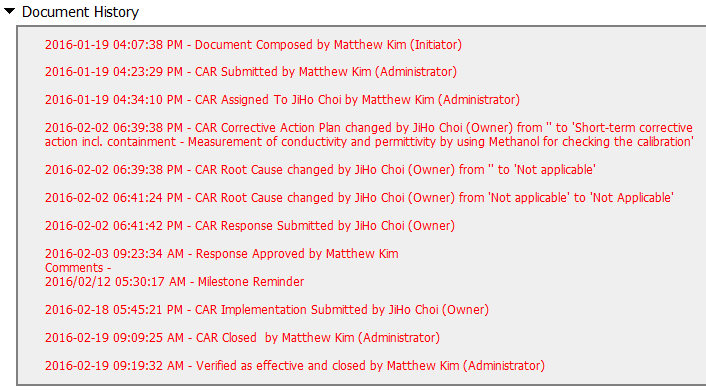 Document History
2016-01-19 04:07:38 PM - Document Composed by Matthew Kim (Initiator)
2016-01-19 04:23:29 PM - CAR Submitted by Matthew Kim (Administrator)
2016-01-19 04:34:10 PM - CAR Assigned To JiHo Choi by Matthew Kim (Administrator)
2016-02-02 06:39:38 PM - CAR Corrective Action Plan changed by JiHo Choi (Owner) from '' to 'Short-term corrective
action incl. containment - Measurement of conductivity and permittivity by using Methanol for checking the calibration'
2016-02-02 06:39:38 PM - CAR Root Cause changed by JiHo Choi (Owner) from '' to 'Not applicable'
2016-02-02 06:41:24 PM - CAR Root Cause changed by JiHo Choi (Owner) from 'Not applicable' to 'Not Applicable'
2016-02-02 06:41:42 PM - CAR Response Submitted by JiHo Choi (Owner)
2016-02-03 09:23:34 AM - Response Approved by Matthew Kim
Comments -
2016/02/12 05:30:17 AM - Milestone Reminder
2016-02-18 05:45:21 PM - CAR Implementation Submitted by JiHo Choi (Owner)
2016-02-19 09:09:25 AM - CAR Closed  by Matthew Kim (Administrator)
2016-02-19 09:19:32 AM - Verified as effective and closed by Matthew Kim (Administrator)